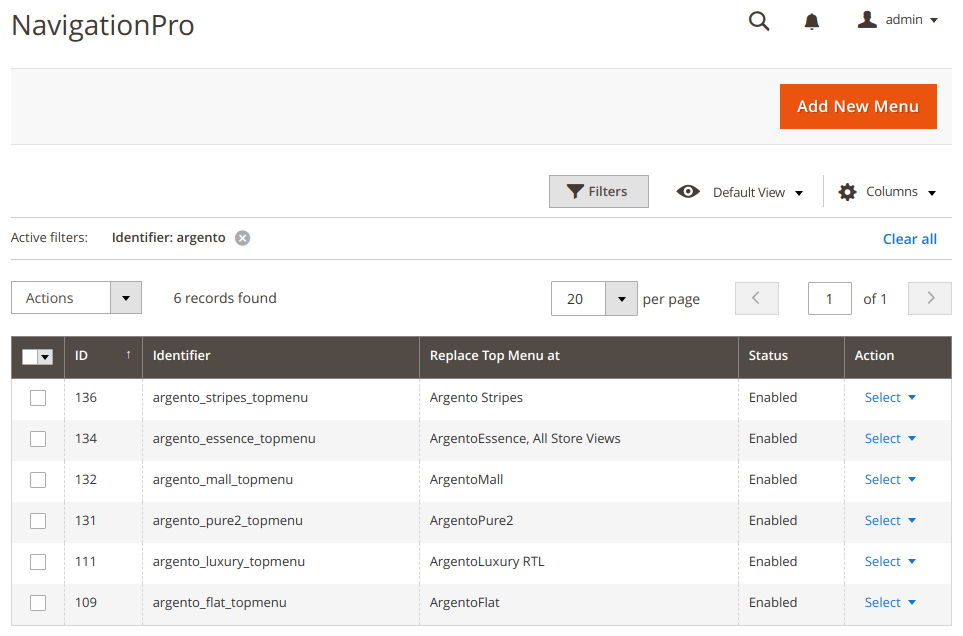 NavigationPro
admin
Add New Menu
Filters
Default View
Columns
Active filters: Identifier: argento
Clear all
Actions 6 records found 20 per page 1 of 1
ID ↑ Identifier Replace Top Menu at Status Action
136 argento_stripes_topmenu Argento Stripes Enabled Select
134 argento_essence_topmenu ArgentoEssence, All Store Views Enabled Select
132 argento_mall_topmenu ArgentoMall Enabled Select
131 argento_pure2_topmenu ArgentoPure2 Enabled Select
111 argento_luxury_topmenu ArgentoLuxury RTL Enabled Select
109 argento_flat_topmenu ArgentoFlat Enabled Select